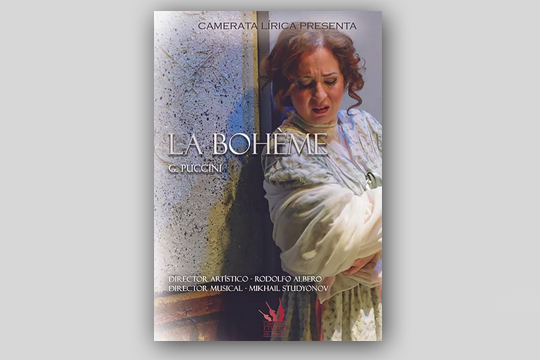 CAMERATA LÍRICA PRESENTA
LA BOHÈME
G. PUCCINI
DIRECTOR ARTÍSTICO - RODOLFO ALBERO
DIRECTOR MUSICAL - MIKHAIL STUDYONOV